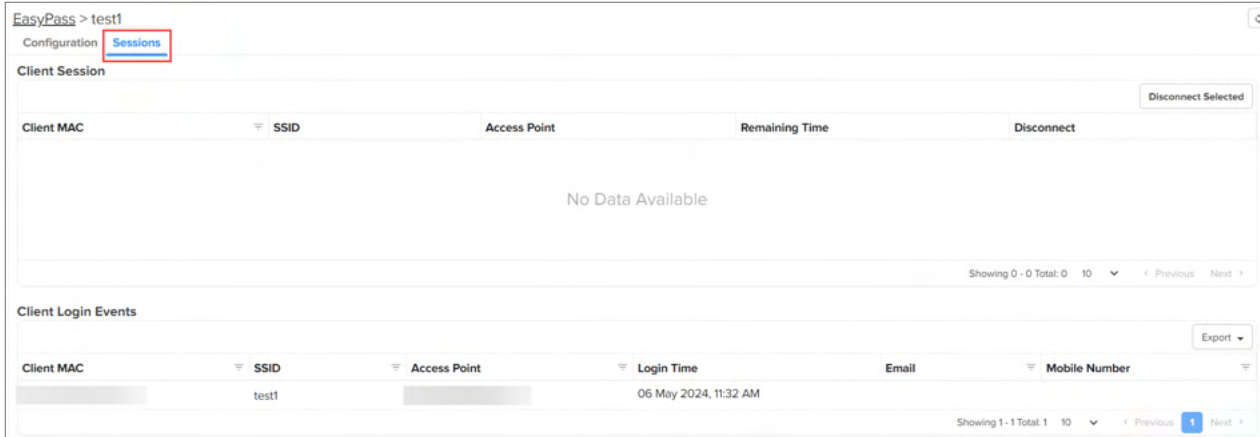 EasyPass > test1
Configuration Sessions
Client Session
Disconnect Selected
Client MAC SSID Access Point Remaining Time Disconnect
No Data Available
Showing 0 - 0 Total: 0 10 < Previous Next >
Client Login Events
Export
Client MAC SSID Access Point Login Time Email Mobile Number
test1 06 May 2024, 11:32 AM
Showing 1 - 1 Total: 1 10 < Previous 1 Next >